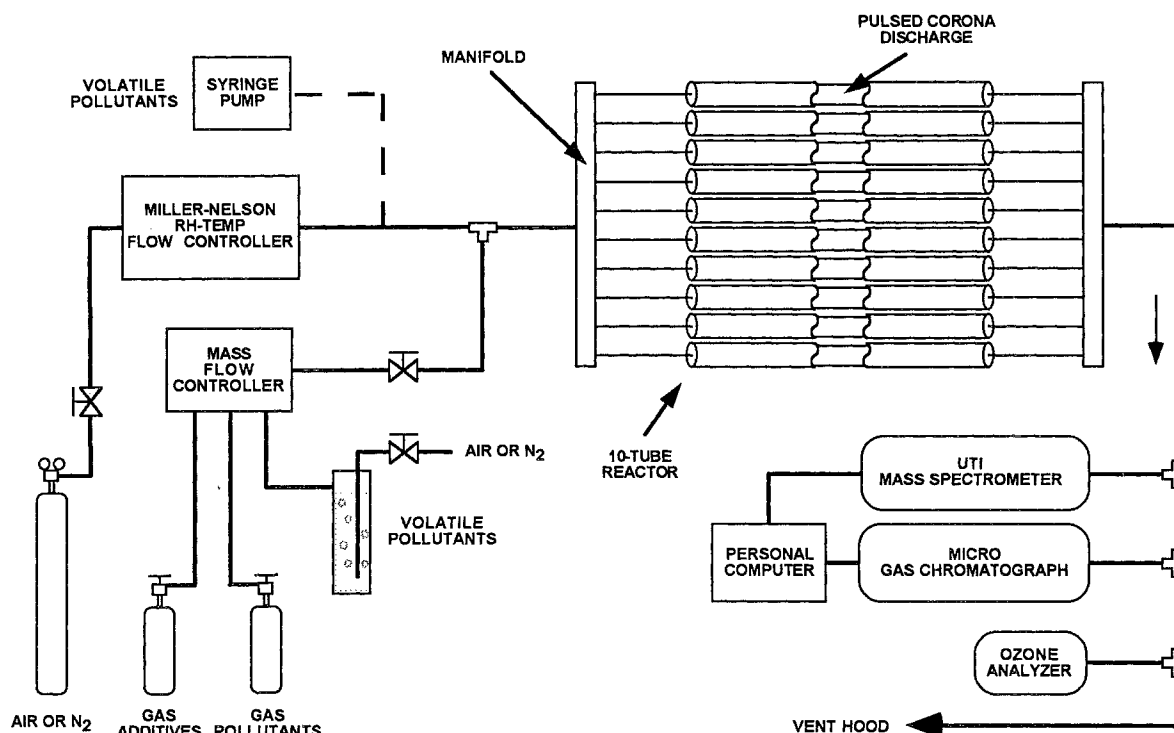 PULSED CORONA
DISCHARGE
MANIFOLD
VOLATILE
POLLUTANTS
SYRINGE
PUMP
MILLER-NELSON
RH-TEMP
FLOW CONTROLLER
MASS
FLOW
CONTROLLER
10-TUBE
REACTOR
AIR OR N2
VOLATILE
POLLUTANTS
UTI
MASS SPECTROMETER
PERSONAL
COMPUTER
MICRO
GAS CHROMATOGRAPH
OZONE
ANALYZER
AIR OR N2
GAS
ADDITIVES
GAS
POLLUTANTS
VENT HOOD